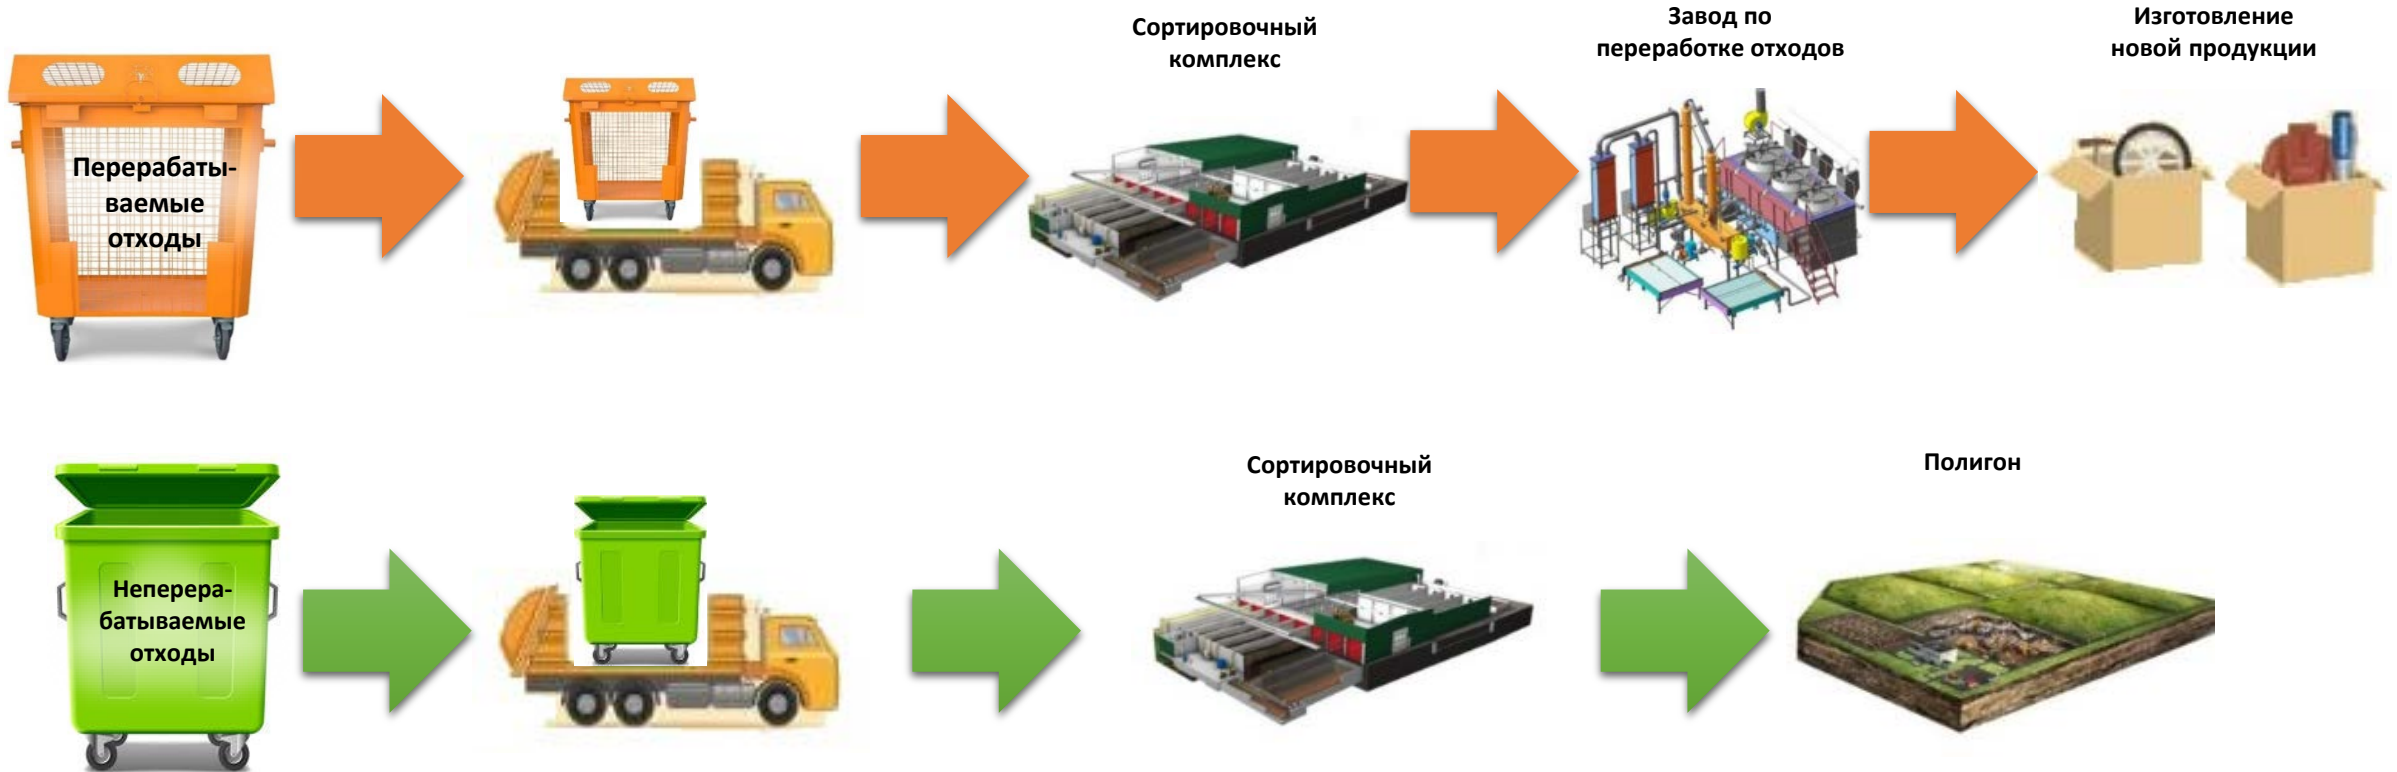 Сортировочный
комплекс
Завод по
переработке отходов
Изготовление
новой продукции
Перерабаты-
ваемые
отходы
Сортировочный
комплекс
Полигон
Неперера-
батываемые
отходы